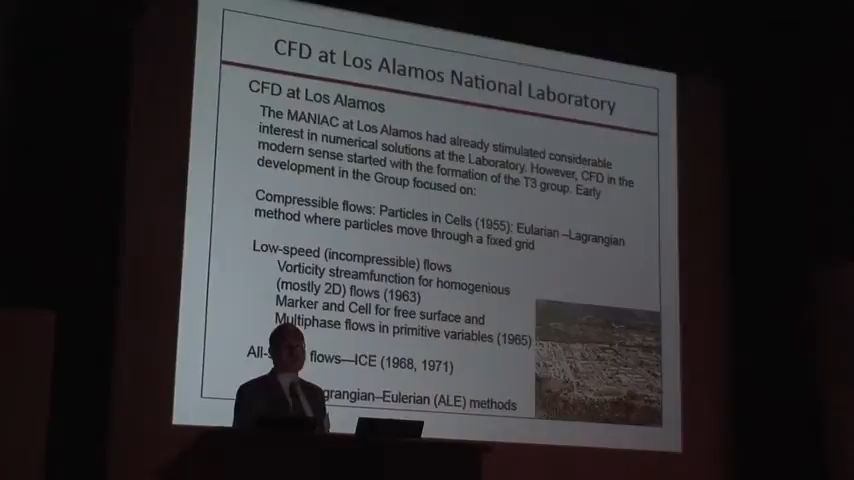 CFD at Los Alamos National Laboratory
CFD at Los Alamos
The MANIAC at Los Alamos had already stimulated considerable
interest in numerical solutions at the Laboratory. However, CFD in the
modern sense started with the formation of the T3 group. Early
development in the Group focused on:
Compressible flows: Particles in Cells (1955): Eularian –Lagrangian
method where particles move through a fixed grid
Low-speed (incompressible) flows
Vorticity streamfunction for homogenious
(mostly 2D) flows (1963)
Marker and Cell for free surface and
Multiphase flows in primitive variables (1965)
flows—ICE (1968, 1971)
–Eulerian (ALE) methods